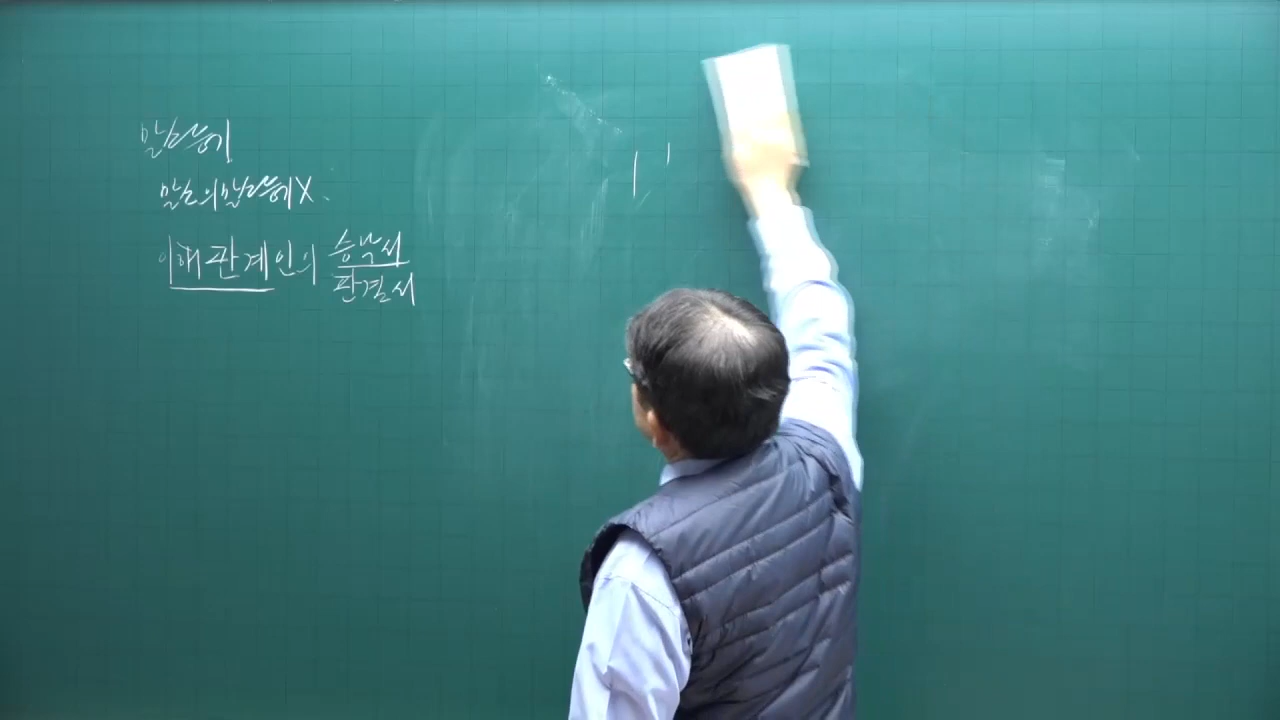 말소등기
말소의 말소등기 X.
이해관계인의 승낙서
판결서